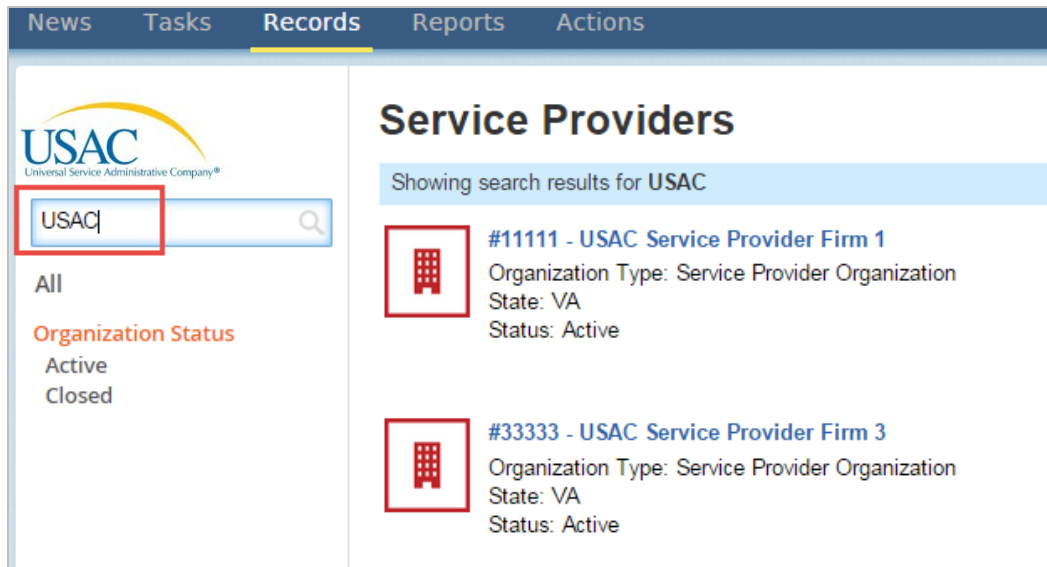 News Tasks Records Reports Actions
USAC
Universal Service Administrative Company®
USAC
All
Organization Status
Active
Closed
Service Providers
Showing search results for USAC
#11111 - USAC Service Provider Firm 1
Organization Type: Service Provider Organization
State: VA
Status: Active
#33333 - USAC Service Provider Firm 3
Organization Type: Service Provider Organization
State: VA
Status: Active